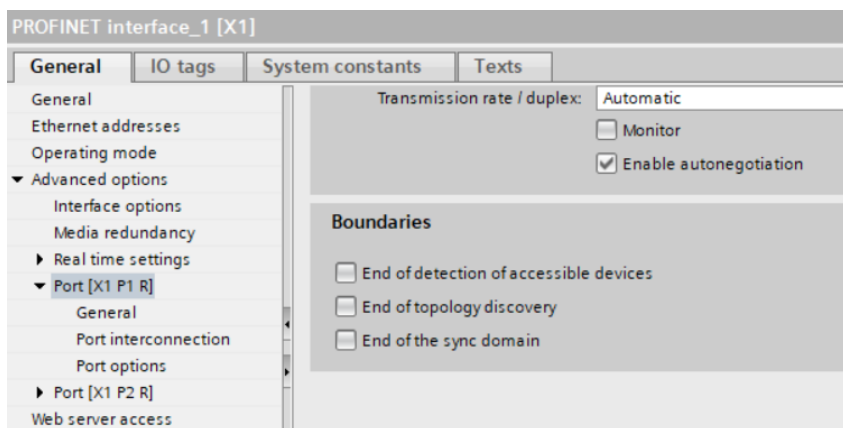 PROFINET interface_1 [X1]
General IO tags System constants Texts
General
Ethernet addresses
Operating mode
Advanced options
Interface options
Media redundancy
Real time settings
Port [X1 P1 R]
General
Port interconnection
Port options
Port [X1 P2 R]
Web server access
Transmission rate / duplex: Automatic
Monitor
Enable autonegotiation
Boundaries
End of detection of accessible devices
End of topology discovery
End of the sync domain